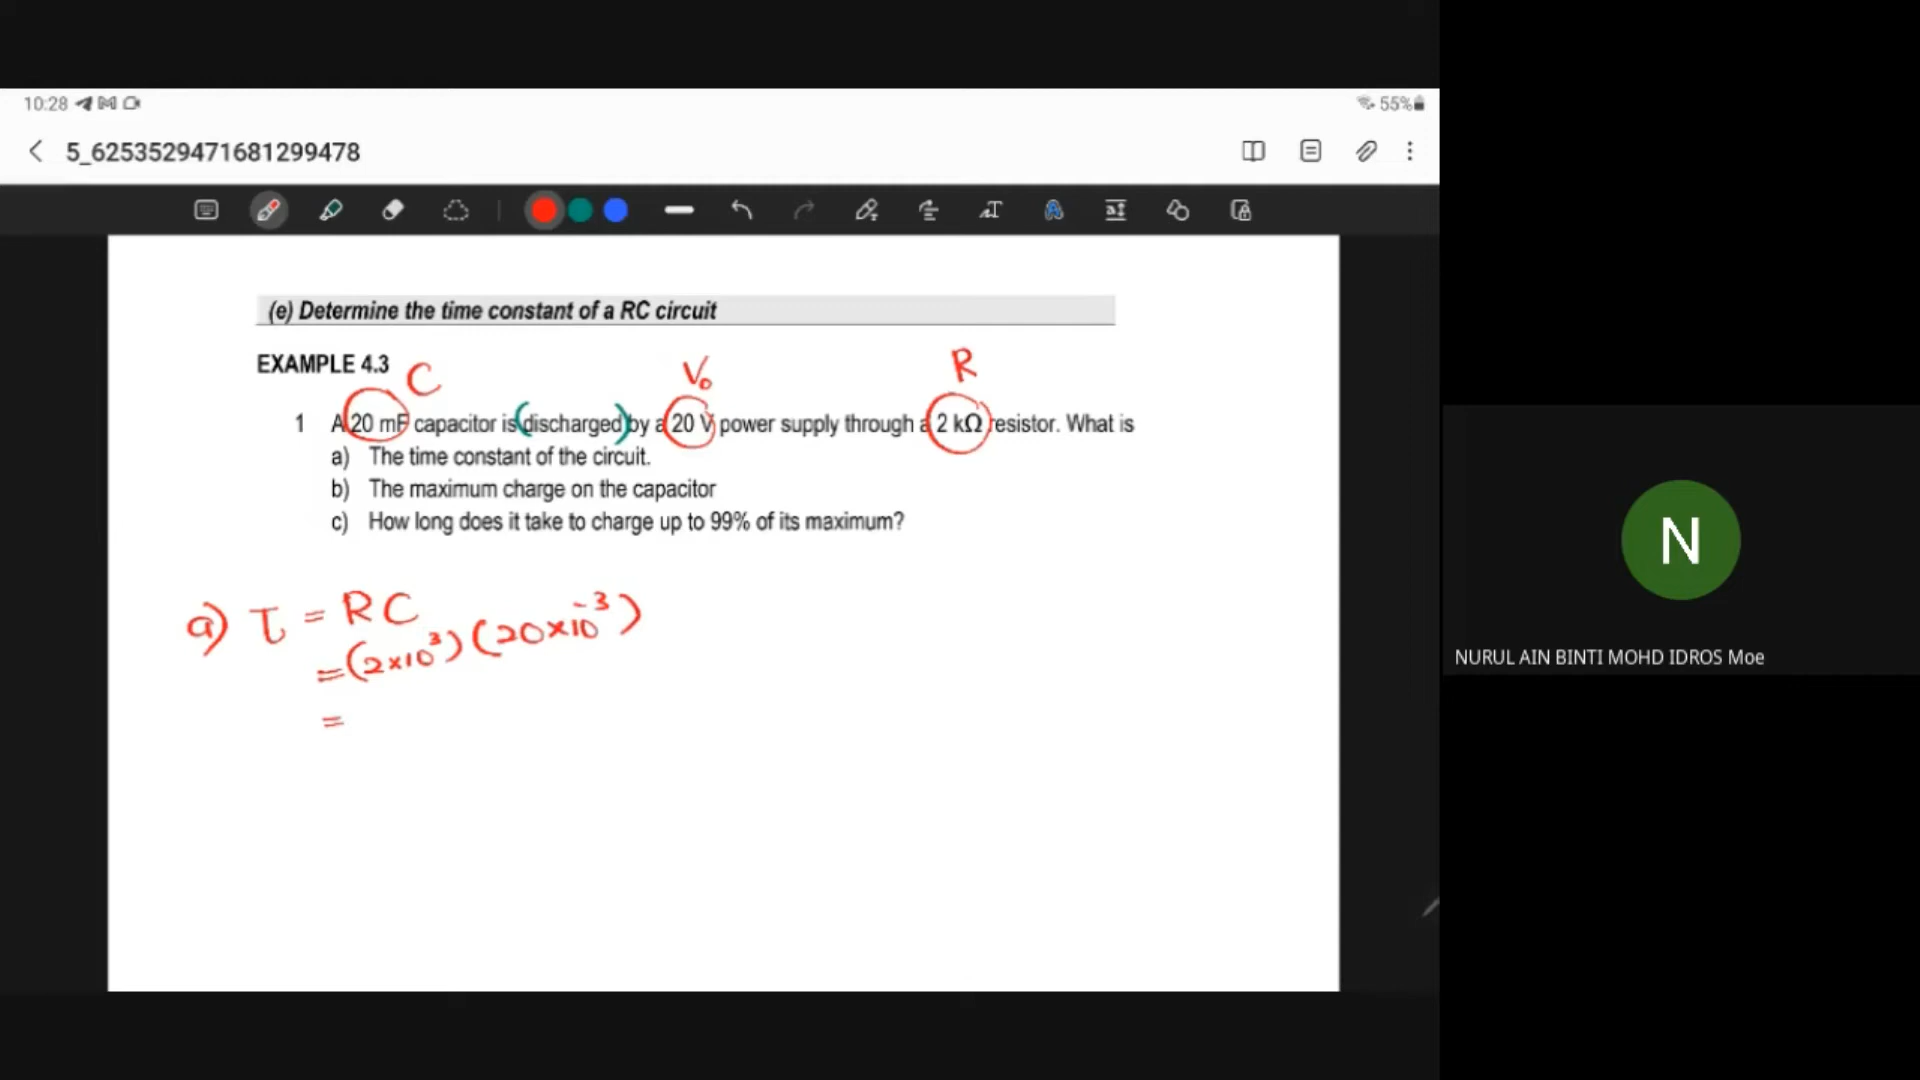 10:28
55%
5_6253529471681299478
(e) Determine the time constant of a RC circuit
EXAMPLE 4.3
C
V₀
R
1 A 20 mF capacitor is (discharged) by a 20 V power supply through a 2 kΩ resistor. What is
a) The time constant of the circuit.
b) The maximum charge on the capacitor
c) How long does it take to charge up to 99% of its maximum?
a) τ = RC
= (2×10³)(20×10⁻³)
=
N
NURUL AIN BINTI MOHD IDROS Moe